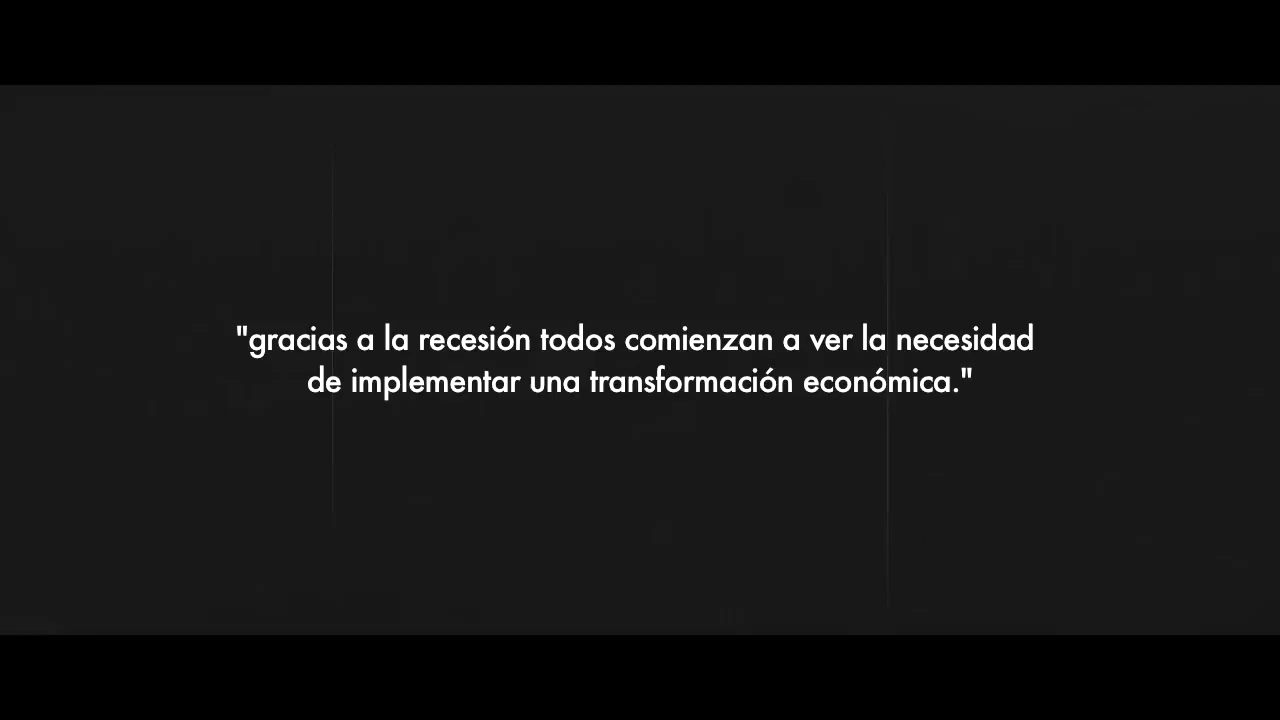 "gracias a la recesión todos comienzan a ver la necesidad
de implementar una transformación económica."